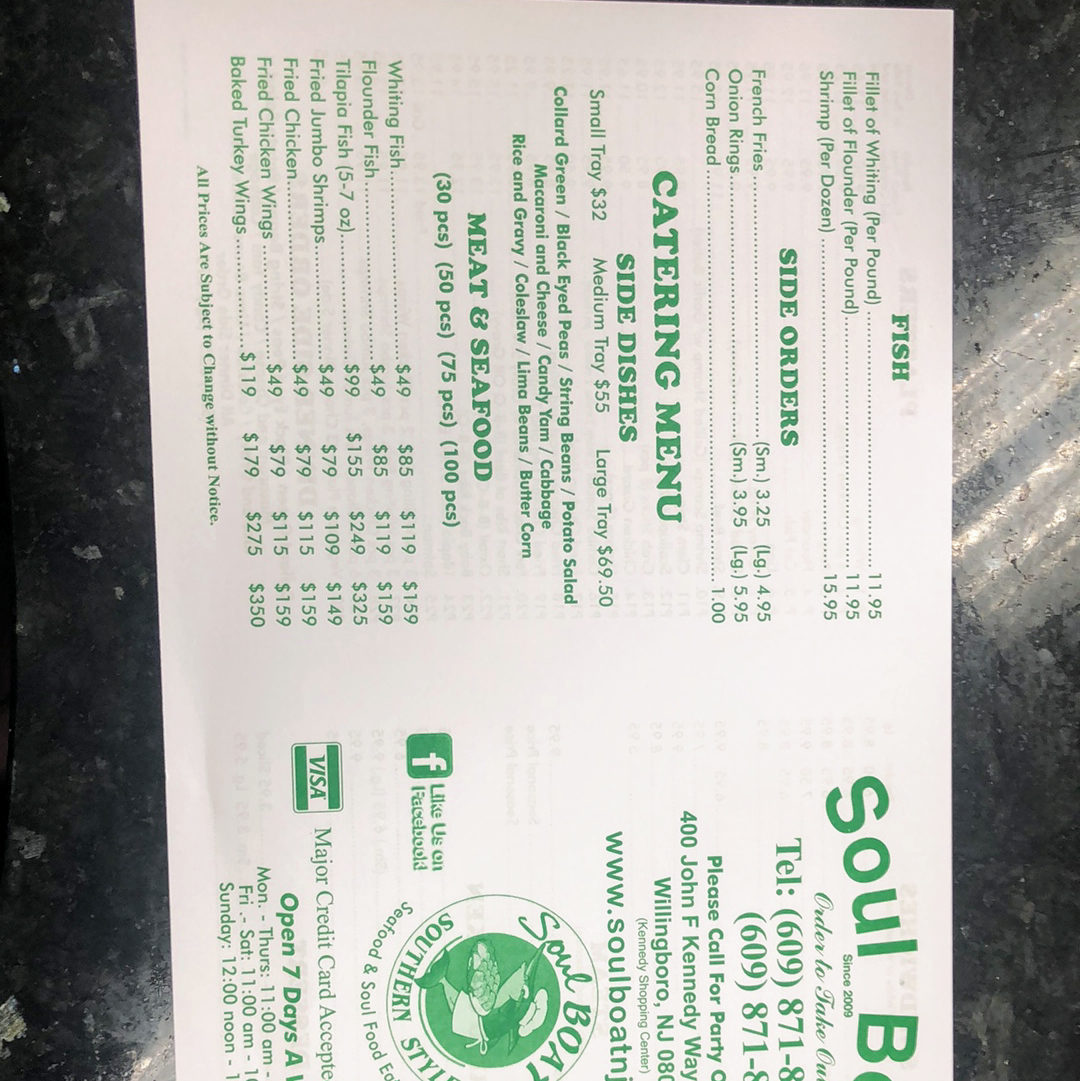 FISH
Fillet of Whiting (Per Pound) 11.95
Fillet of Flounder (Per Pound) 11.95
Shrimp (Per Dozen) 15.95
SIDE ORDERS
French Fries (Sm.) 3.25 (Lg.) 4.95
Onion Rings (Sm.) 3.95 (Lg.) 5.95
Corn Bread 1.00
CATERING MENU
SIDE DISHES
Small Tray $32 Medium Tray $55 Large Tray $69.50
Collard Green / Black Eyed Peas / String Beans / Potato Salad
Macaroni and Cheese / Candy Yam / Cabbage
Rice and Gravy / Coleslaw / Lima Beans / Butter Corn
MEAT & SEAFOOD
(30 pcs) (50 pcs) (75 pcs) (100 pcs)
Whiting Fish $49 $85 $119 $159
Flounder Fish $49 $85 $119 $159
Tilapia Fish (5-7 oz) $99 $155 $249 $325
Fried Jumbo Shrimps $49 $79 $109 $149
Fried Chicken $49 $79 $115 $159
Fried Chicken Wings $49 $79 $115 $159
Baked Turkey Wings $119 $179 $275 $350
All Prices Are Subject to Change without Notice.
Soul B
Since 2009
Order to Take Ou
Tel: (609) 871-8
(609) 871-8
Please Call For Party
400 John F Kennedy Way
Willingboro, NJ 080
(Kennedy Shopping Center)
www.soulboatnj
Soul BOAT
SOUTHERN STYLE
Seafood & Soul Food
Like Us on
Facebook!
VISA
Major Credit Card Accepte
Open 7 Days A
Mon. - Thurs: 11:00 am -
Fri .- Sat: 11:00 am - 1
Sunday: 12:00 noon - 1